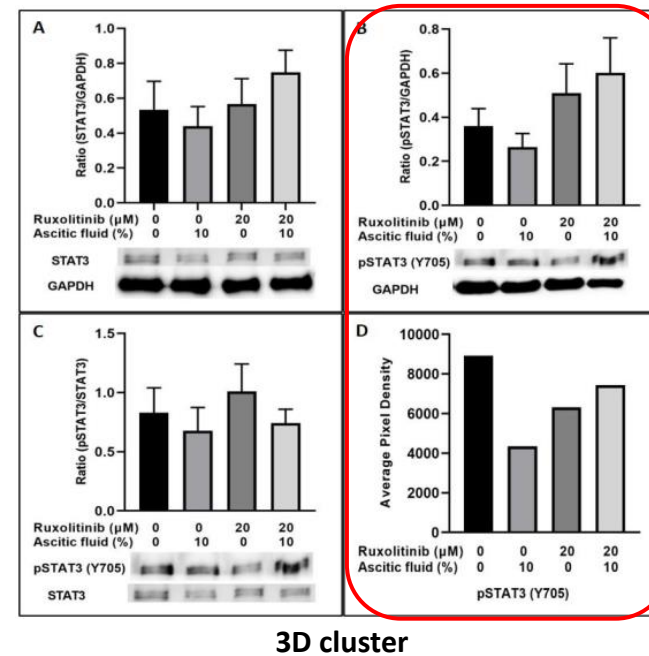 A
Ratio (STAT3/GAPDH)
1.0
0.8
0.6
0.4
0.2
0.0
Ruxolitinib (μM) 0 0 20 20
Ascitic fluid (%) 0 10 0 10
STAT3
GAPDH
B
Ratio (pSTAT3/GAPDH)
0.8
0.6
0.4
0.2
0.0
Ruxolitinib (μM) 0 0 20 20
Ascitic fluid (%) 0 10 0 10
pSTAT3 (Y705)
GAPDH
C
Ratio (pSTAT3/STAT3)
1.5
1.0
0.5
0.0
Ruxolitinib (μM) 0 0 20 20
Ascitic fluid (%) 0 10 0 10
pSTAT3 (Y705)
STAT3
D
Average Pixel Density
10000
8000
6000
4000
2000
0
Ruxolitinib (μM) 0 0 20 20
Ascitic fluid (%) 0 10 0 10
pSTAT3 (Y705)
3D cluster